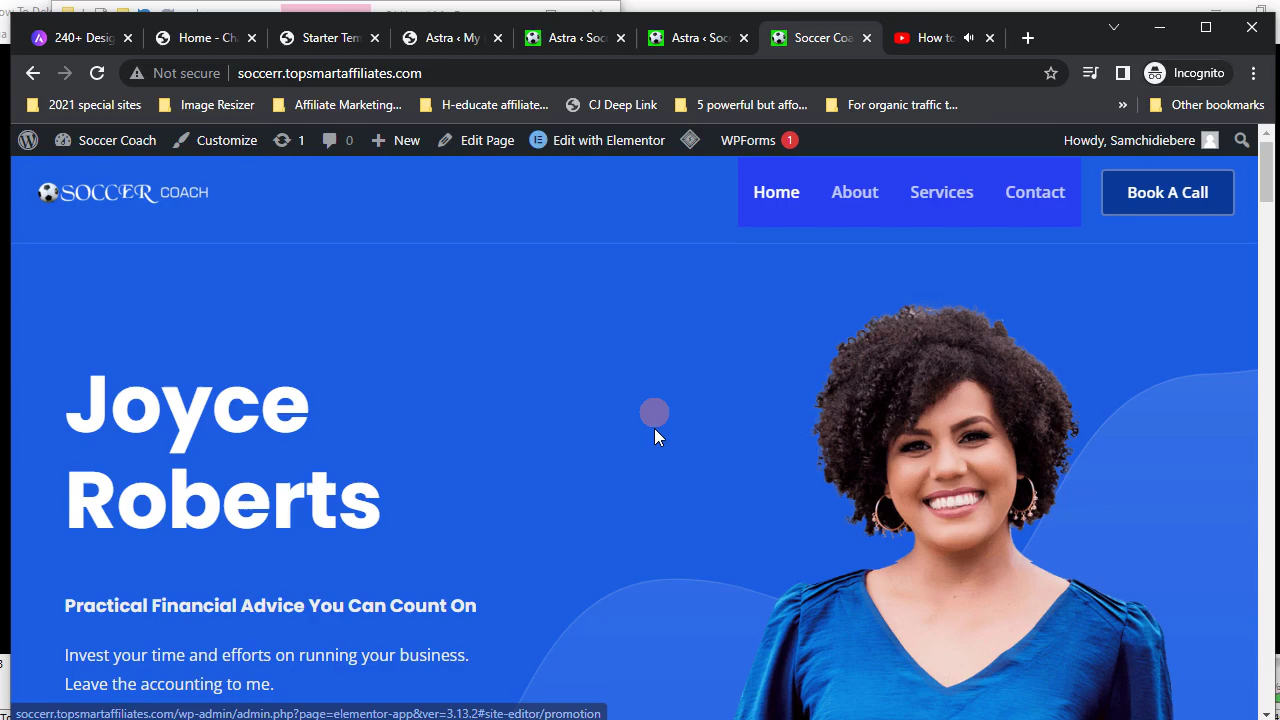 240+ Desig
Home - Ch
Starter Tem
Astra ‹ My
Astra ‹ Soc
Astra ‹ Soc
Soccer Coa
How to
Not secure
soccerr.topsmartaffiliates.com
Incognito
2021 special sites
Image Resizer
Affiliate Marketing...
H-educate affiliate...
CJ Deep Link
5 powerful but affo...
For organic traffic t...
»
Other bookmarks
Soccer Coach
Customize
1
0
New
Edit Page
Edit with Elementor
WPForms 1
Howdy, Samchidiebere
SOCCER COACH
Home
About
Services
Contact
Book A Call
Joyce
Roberts
Practical Financial Advice You Can Count On
Invest your time and efforts on running your business.
Leave the accounting to me.
soccerr.topsmartaffiliates.com/wp-admin/admin.php?page=elementor-app&ver=3.13.2#site-editor/promotion